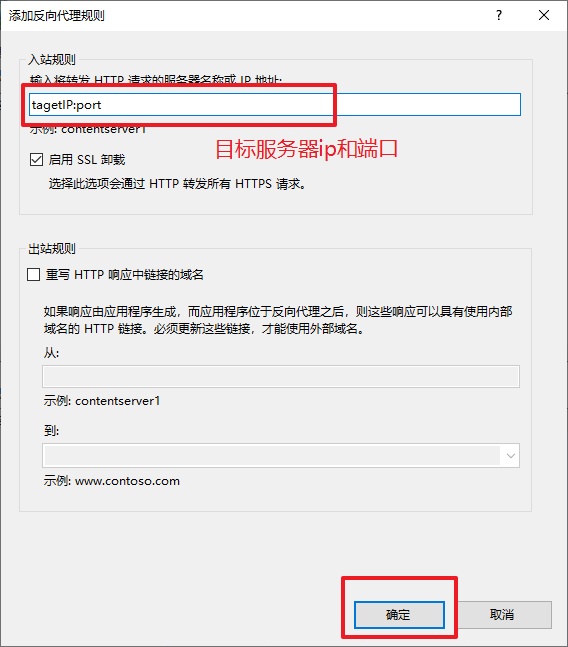 添加反向代理规则
入站规则
输入将转发 HTTP 请求的服务器名称或 IP 地址:
tagetIP:port
示例: contentserver1
目标服务器ip和端口
启用 SSL 卸载
选择此选项会通过 HTTP 转发所有 HTTPS 请求。
出站规则
重写 HTTP 响应中链接的域名
如果响应由应用程序生成，而应用程序位于反向代理之后，则这些响应可以具有使用内部
域名的 HTTP 链接。必须更新这些链接，才能使用外部域名。
从:
示例: contentserver1
到:
示例: www.contoso.com
确定
取消